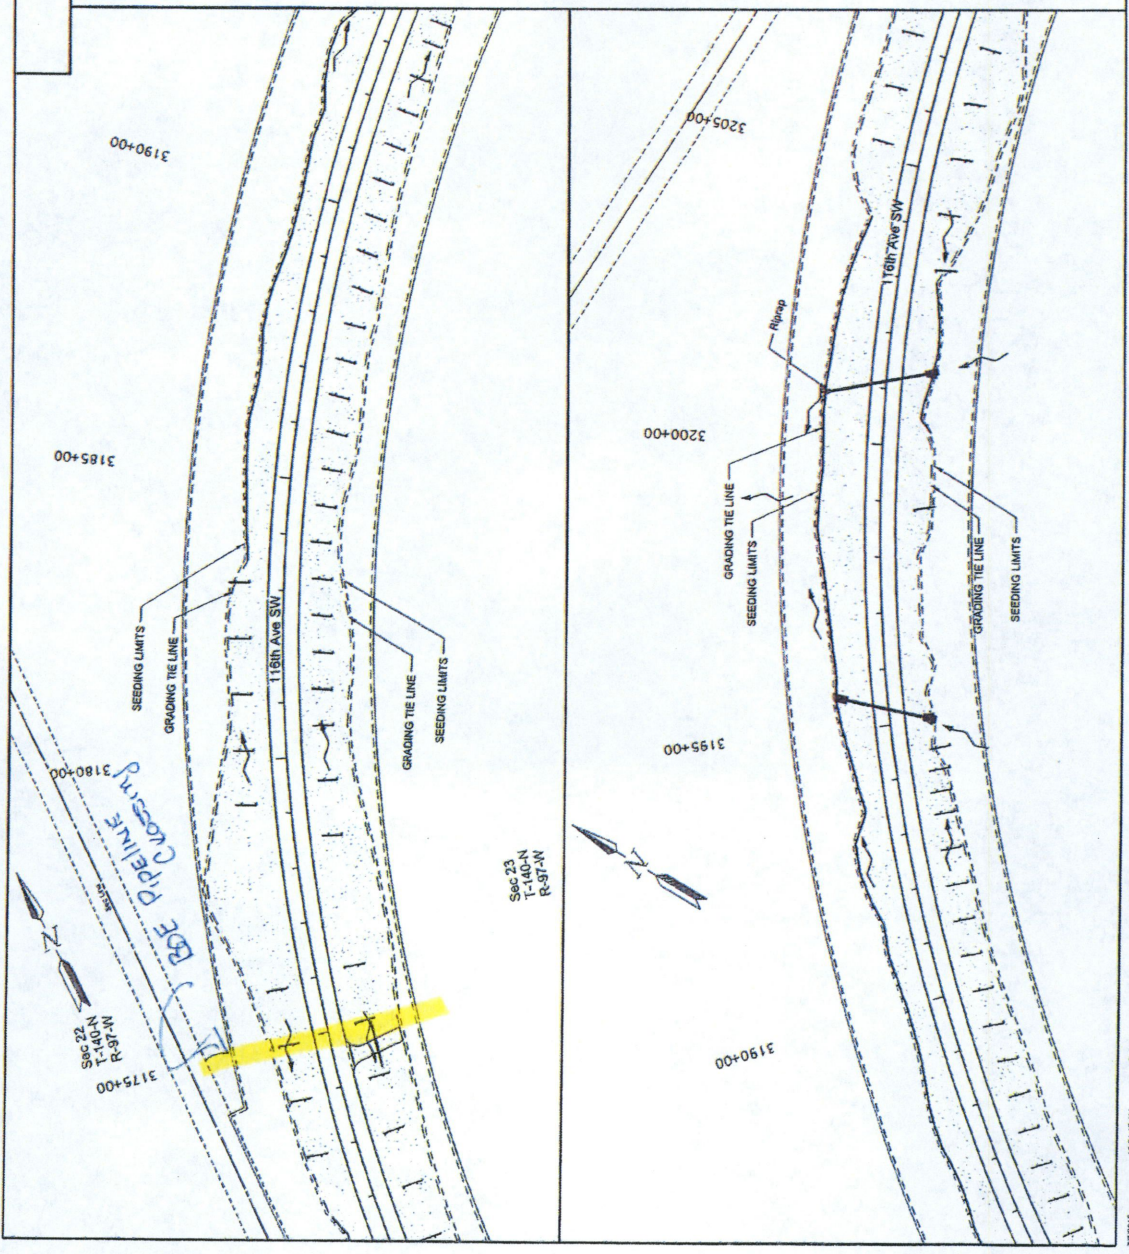 3190+00
3185+00
SEEDING LIMITS
GRADING TIE LINE
116th Ave SW
GRADING TIE LINE
SEEDING LIMITS
3180+00
BOE PIPELINE
Crossing
N
Sec 22
T-140-N
R-97-W
3175+00
Sec 23
T-140-N
R-97-W
3205+00
116th Ave SW
Riprap
3200+00
GRADING TIE LINE
SEEDING LIMITS
GRADING TIE LINE
SEEDING LIMITS
3195+00
N
3190+00